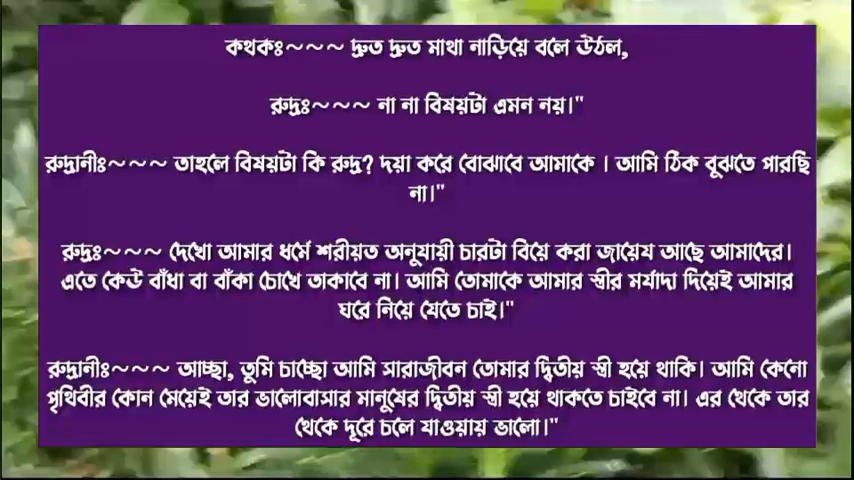 কথকঃ~~~ দ্রুত দ্রুত মাথা নাড়িয়ে বলে উঠল,
রুদ্রঃ~~~ না না বিষয়টা এমন নয়।"
রুদ্রানীঃ~~~ তাহলে বিষয়টা কি রুদ্র? দয়া করে বোঝাবে আমাকে । আমি ঠিক বুঝতে পারছি
না।"
রুদ্রঃ~~~ দেখো আমার ধর্মে শরীয়ত অনুযায়ী চারটা বিয়ে করা জায়েয আছে আমাদের।
এতে কেউ বাঁধা বা বাঁকা চোখে তাকাবে না। আমি তোমাকে আমার স্ত্রীর মর্যাদা দিয়েই আমার
ঘরে নিয়ে যেতে চাই।"
রুদ্রানীঃ~~~ আচ্ছা, তুমি চাচ্ছো আমি সারাজীবন তোমার দ্বিতীয় স্ত্রী হয়ে থাকি। আমি কেনো
পৃথিবীর কোন মেয়েই তার ভালোবাসার মানুষের দ্বিতীয় স্ত্রী হয়ে থাকতে চাইবে না। এর থেকে তার
থেকে দূরে চলে যাওয়ায় ভালো।"